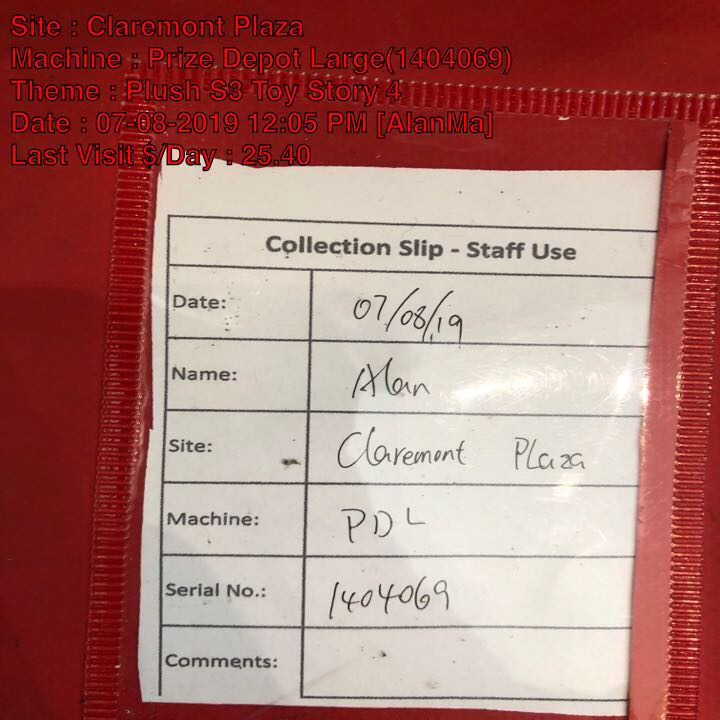 Site : Claremont Plaza
Machine : Prize Depot Large(1404069)
Theme : Plush S3 Toy Story 4
Date : 07-08-2019 12:05 PM [AlanMa]
Last Visit $/Day : 25.40
Collection Slip - Staff Use
Date: 07/08/19
Name: Alan
Site: Claremont PLaza
Machine: PDL
Serial No.: 1404069
Comments: